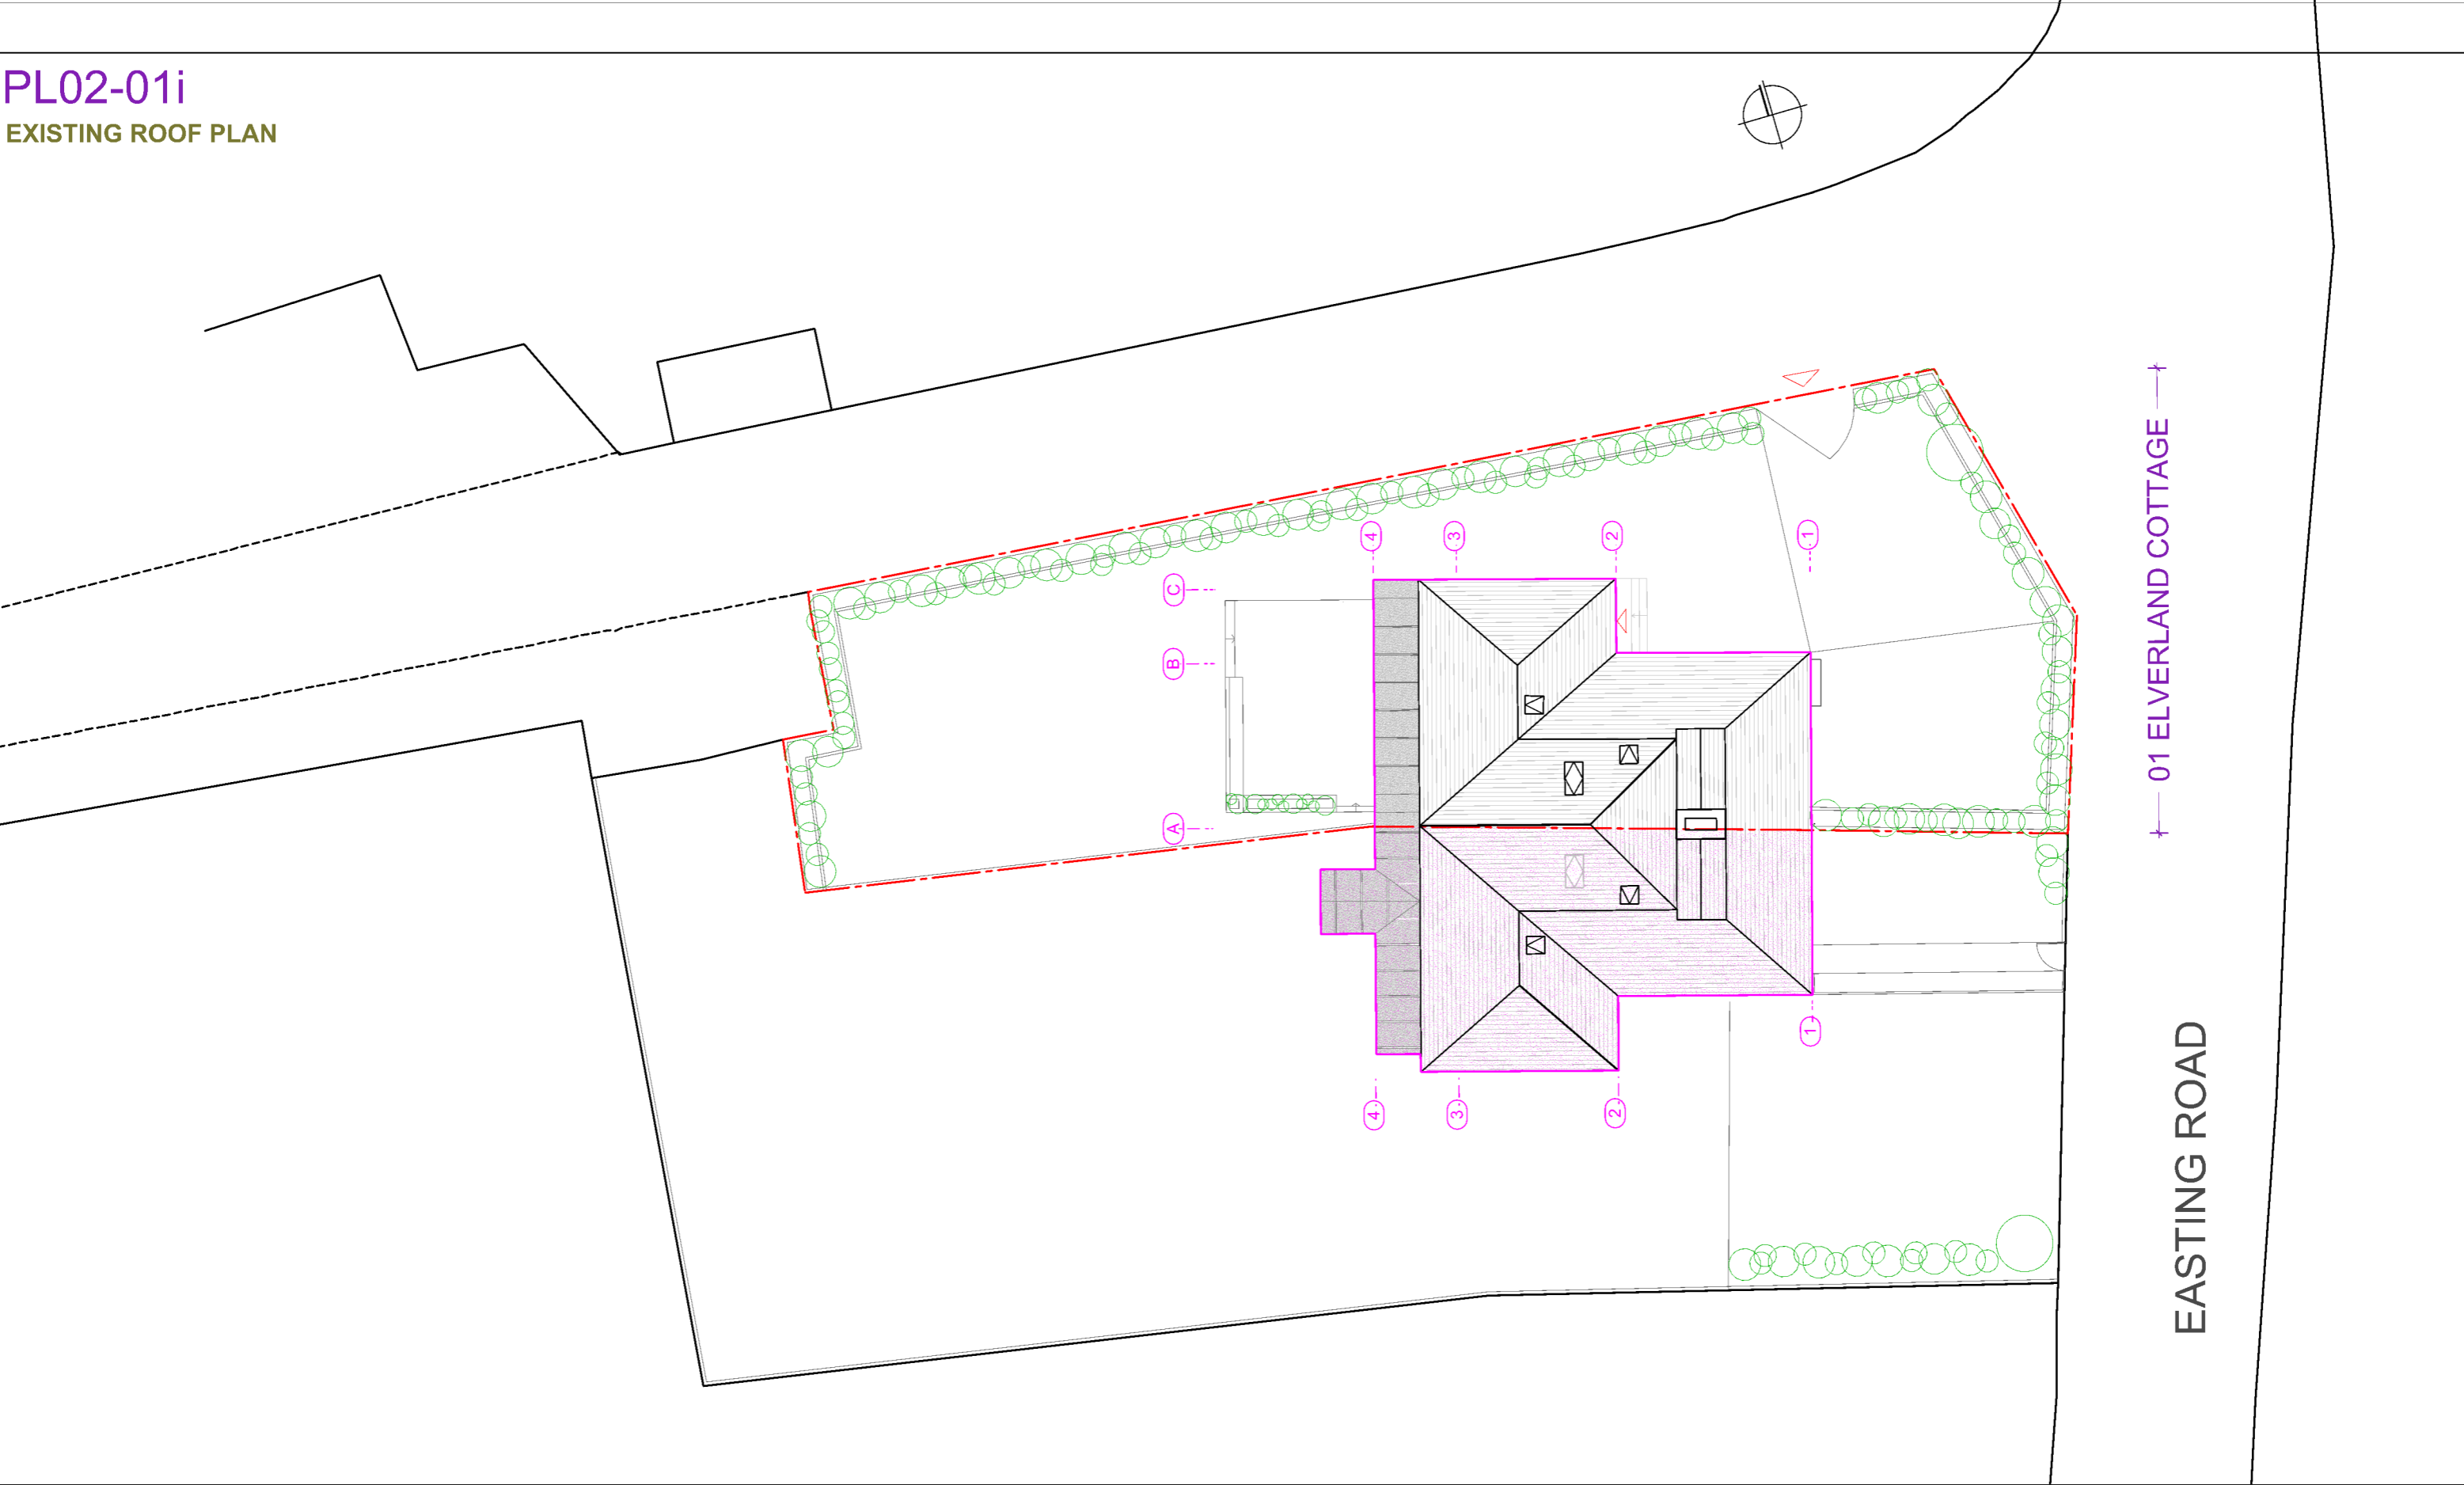 PL02-01i
EXISTING ROOF PLAN
4
3
2
1
C
B
A
4
3
2
1
01 ELVERLAND COTTAGE
EASTING ROAD